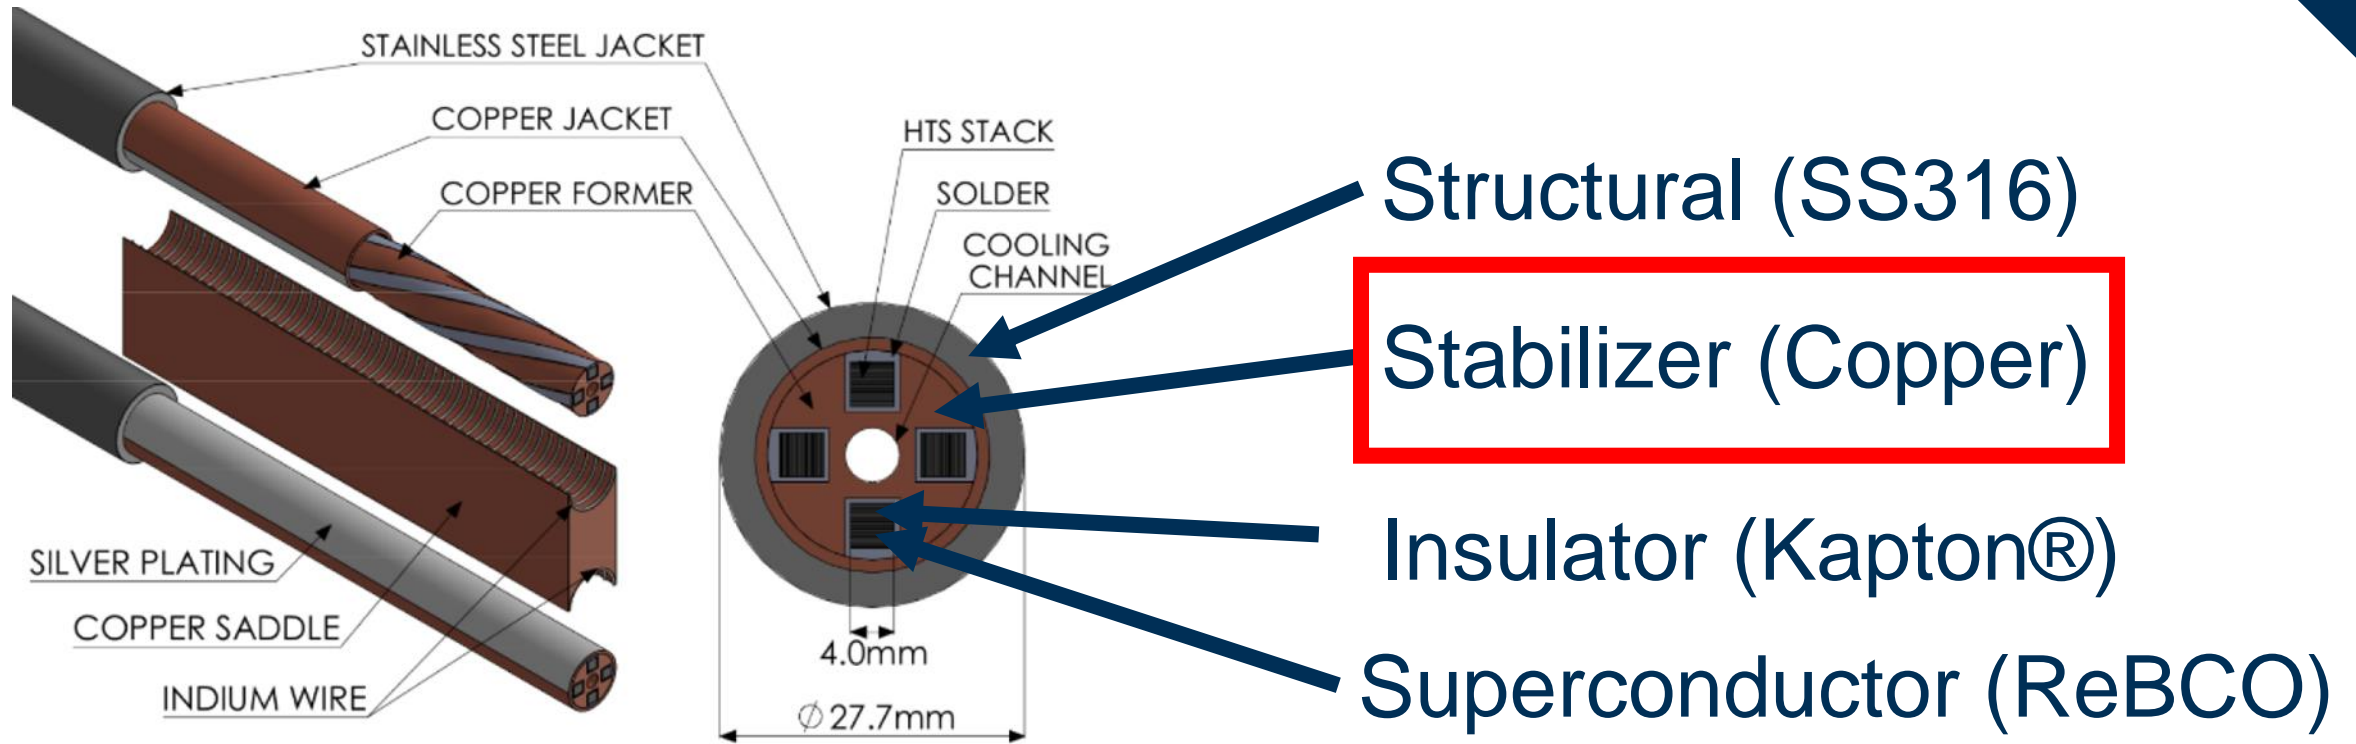 STAINLESS STEEL JACKET
COPPER JACKET
COPPER FORMER
HTS STACK
SOLDER
COOLING
CHANNEL
SILVER PLATING
COPPER SADDLE
INDIUM WIRE
4.0mm
∅27.7mm
Structural (SS316)
Stabilizer (Copper)
Insulator (Kapton®)
Superconductor (ReBCO)